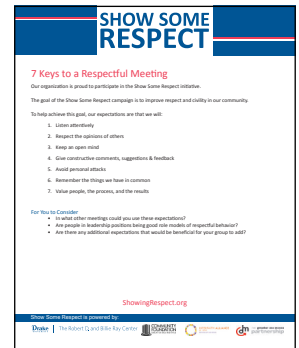 SHOW SOME
RESPECT
7 Keys to a Respectful Meeting
Our organization is proud to participate in the Show Some Respect initiative.
The goal of the Show Some Respect campaign is to improve respect and civility in our community.
To help achieve this goal, our expectations are that we will:
1. Listen attentively
2. Respect the opinions of others
3. Keep an open mind
4. Give constructive comments, suggestions & feedback
5. Avoid personal attacks
6. Remember the things we have in common
7. Value people, the process, and the results
For You to Consider
• In what other meetings could you use these expectations?
• Are people in leadership positions being good role models of respectful behavior?
• Are there any additional expectations that would be beneficial for your group to add?
ShowingRespect.org
Show Some Respect is powered by:
Drake | The Robert D. and Billie Ray Center
COMMUNITY
FOUNDATION
partnership